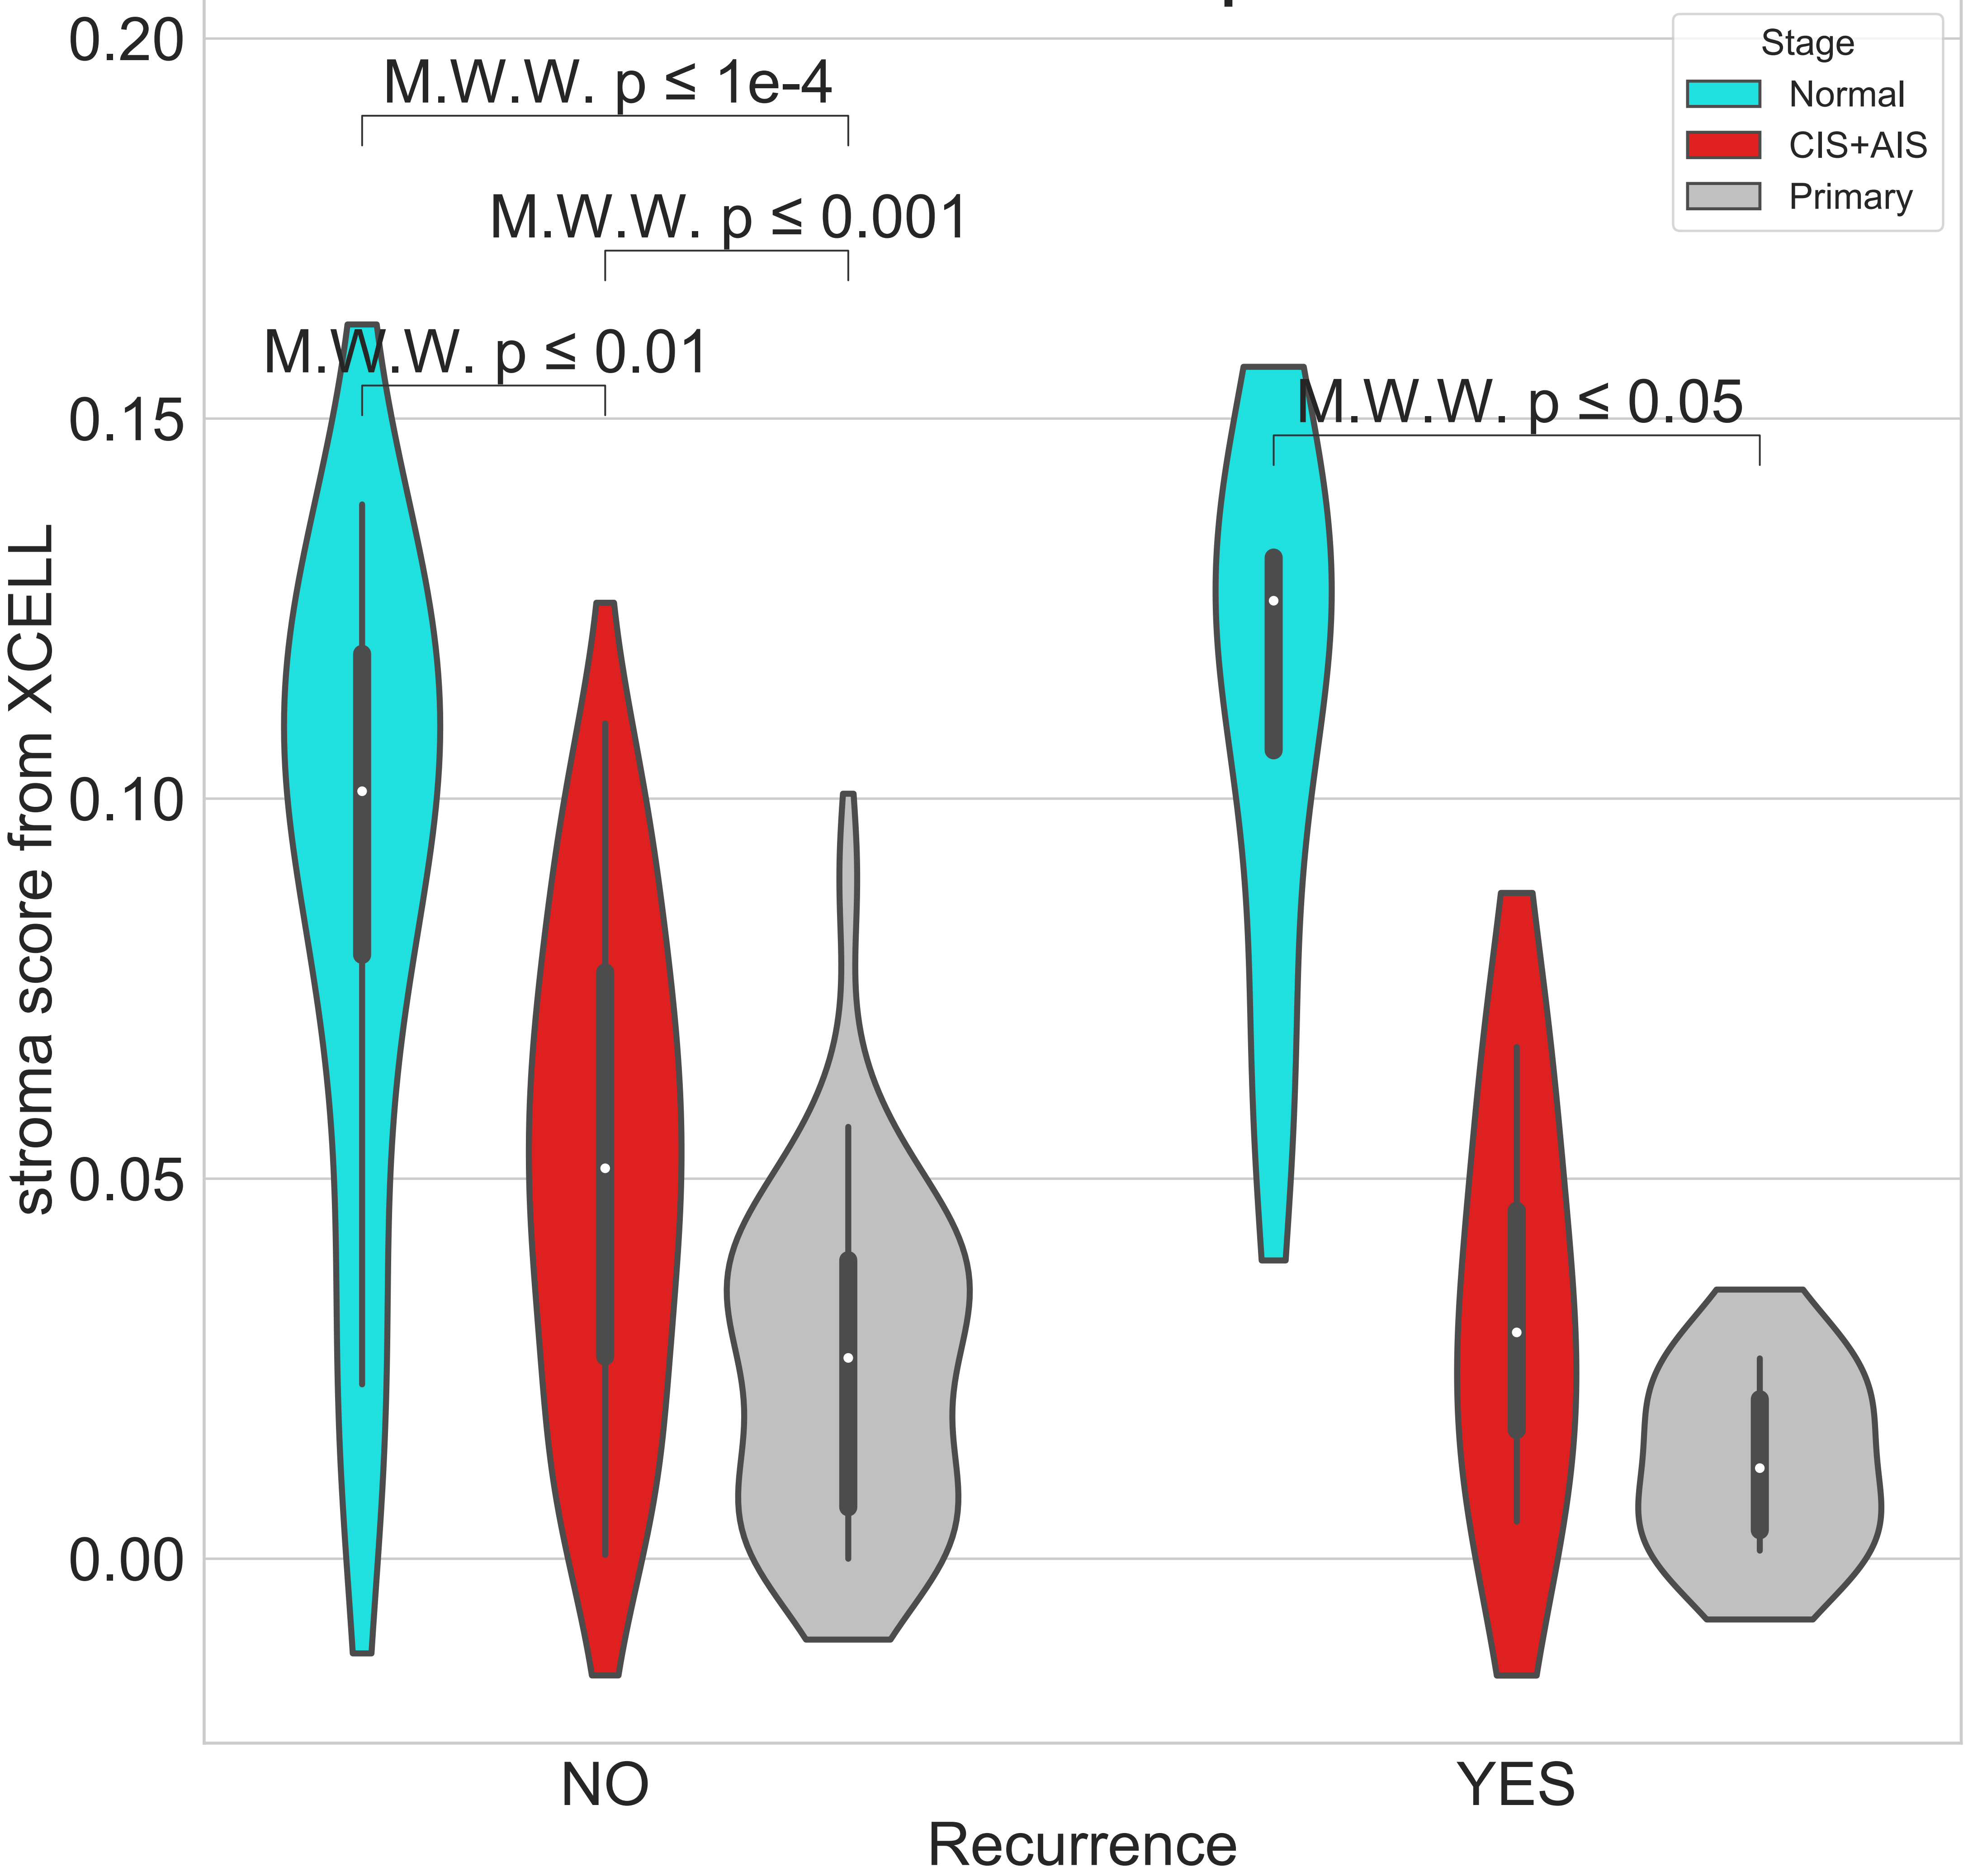 0.20
M.W.W. p ≤ 1e-4
Stage
Normal
CIS+AIS
Primary
M.W.W. p ≤ 0.001
M.W.W. p ≤ 0.01
M.W.W. p ≤ 0.05
0.15
0.10
0.05
0.00
stroma score from XCELL
NO
YES
Recurrence